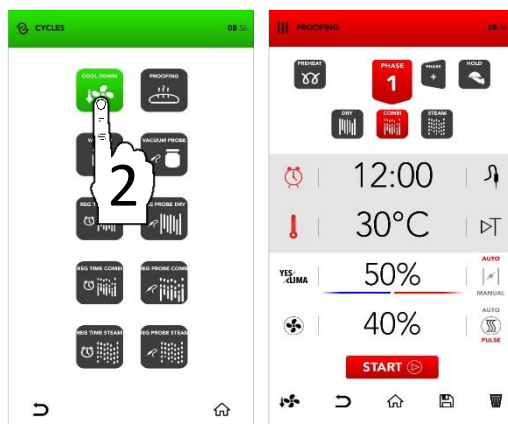 CYCLES
08:56
COOL DOWN
PROOFING
VACUUM PROBE
2
REG PROBE DRY
REG TIME COMBI
REG PROBE COMBI
REG TIME STEAM
REG PROBE STEAM
PROOFING
08:56
PREHEAT
PHASE
1
PHASE
+
HOLD
DRY
COMBI
STEAM
12:00
30°C
YES/CLIMA
50%
AUTO
MANUAL
40%
AUTO
PULSE
START